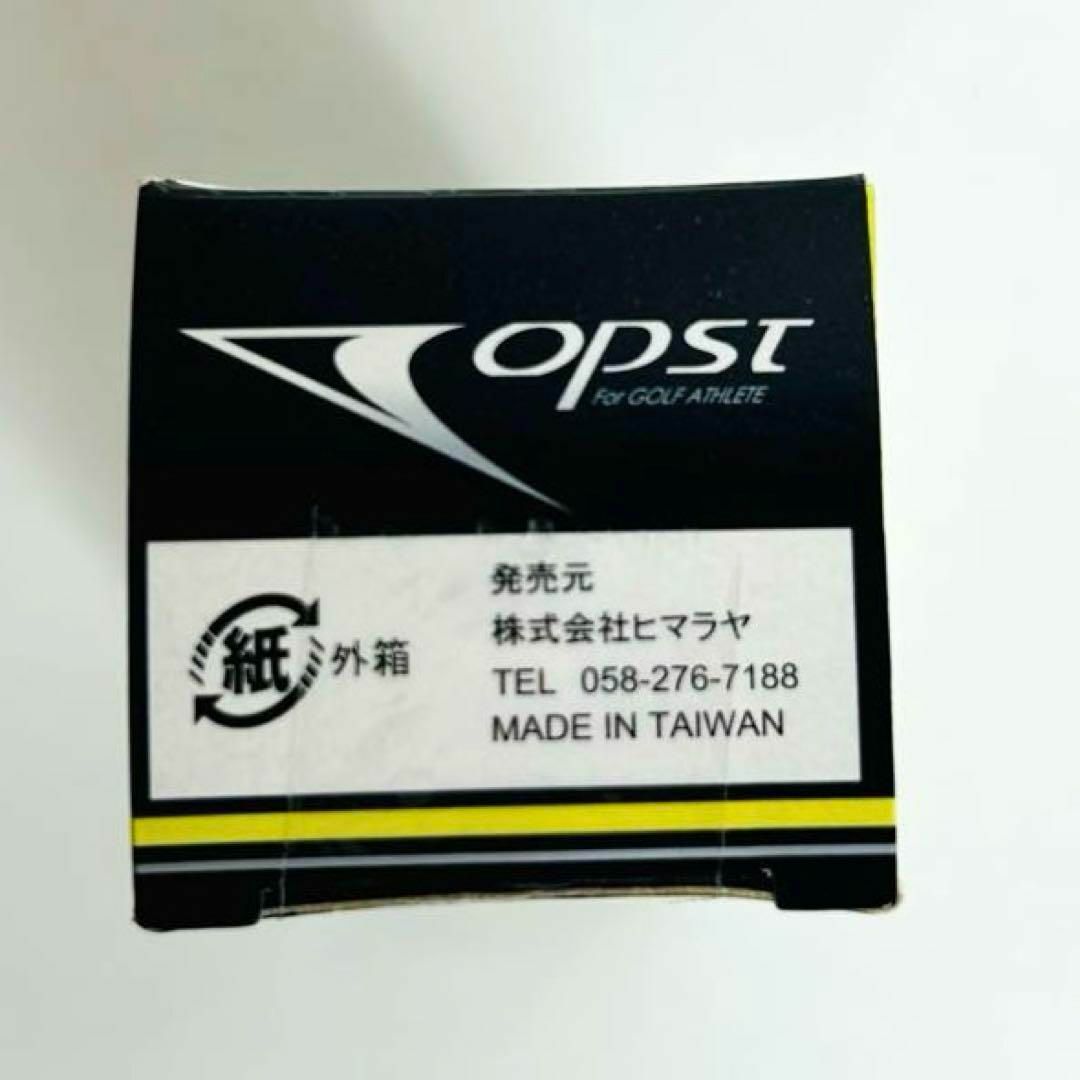 opst
For GOLF ATHLETE
紙 外箱
発売元
株式会社ヒマラヤ
TEL 058-276-7188
MADE IN TAIWAN